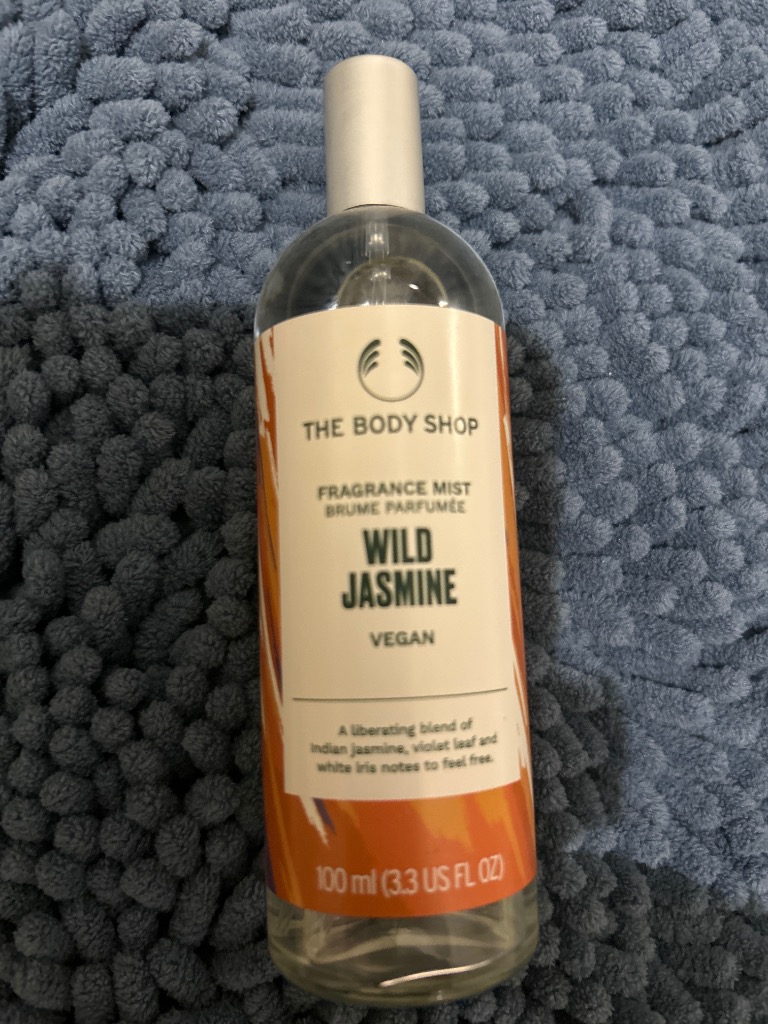 THE BODY SHOP
FRAGRANCE MIST
BRUME PARFUMÉE
WILD
JASMINE
VEGAN
A liberating blend of
Indian jasmine, violet leaf and
white iris notes to feel free.
100 ml (3.3 US FL OZ)